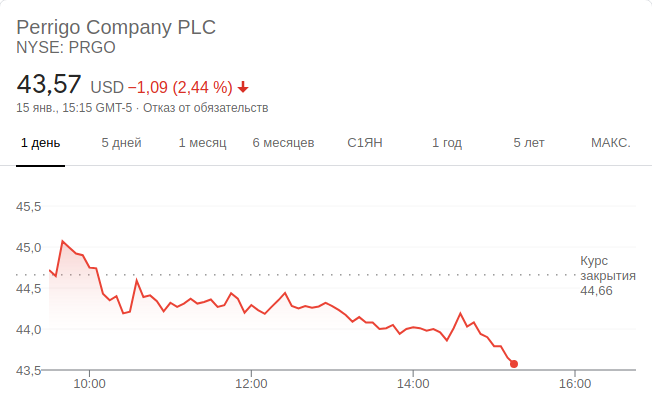 Perrigo Company PLC
NYSE: PRGO
43,57 USD −1,09 (2,44 %)
15 янв., 15:15 GMT-5 · Отказ от обязательств
1 день 5 дней 1 месяц 6 месяцев С1ЯН 1 год 5 лет МАКС.
45,5
45,0
44,5
44,0
43,5
Курс
закрытия
44,66
10:00 12:00 14:00 16:00